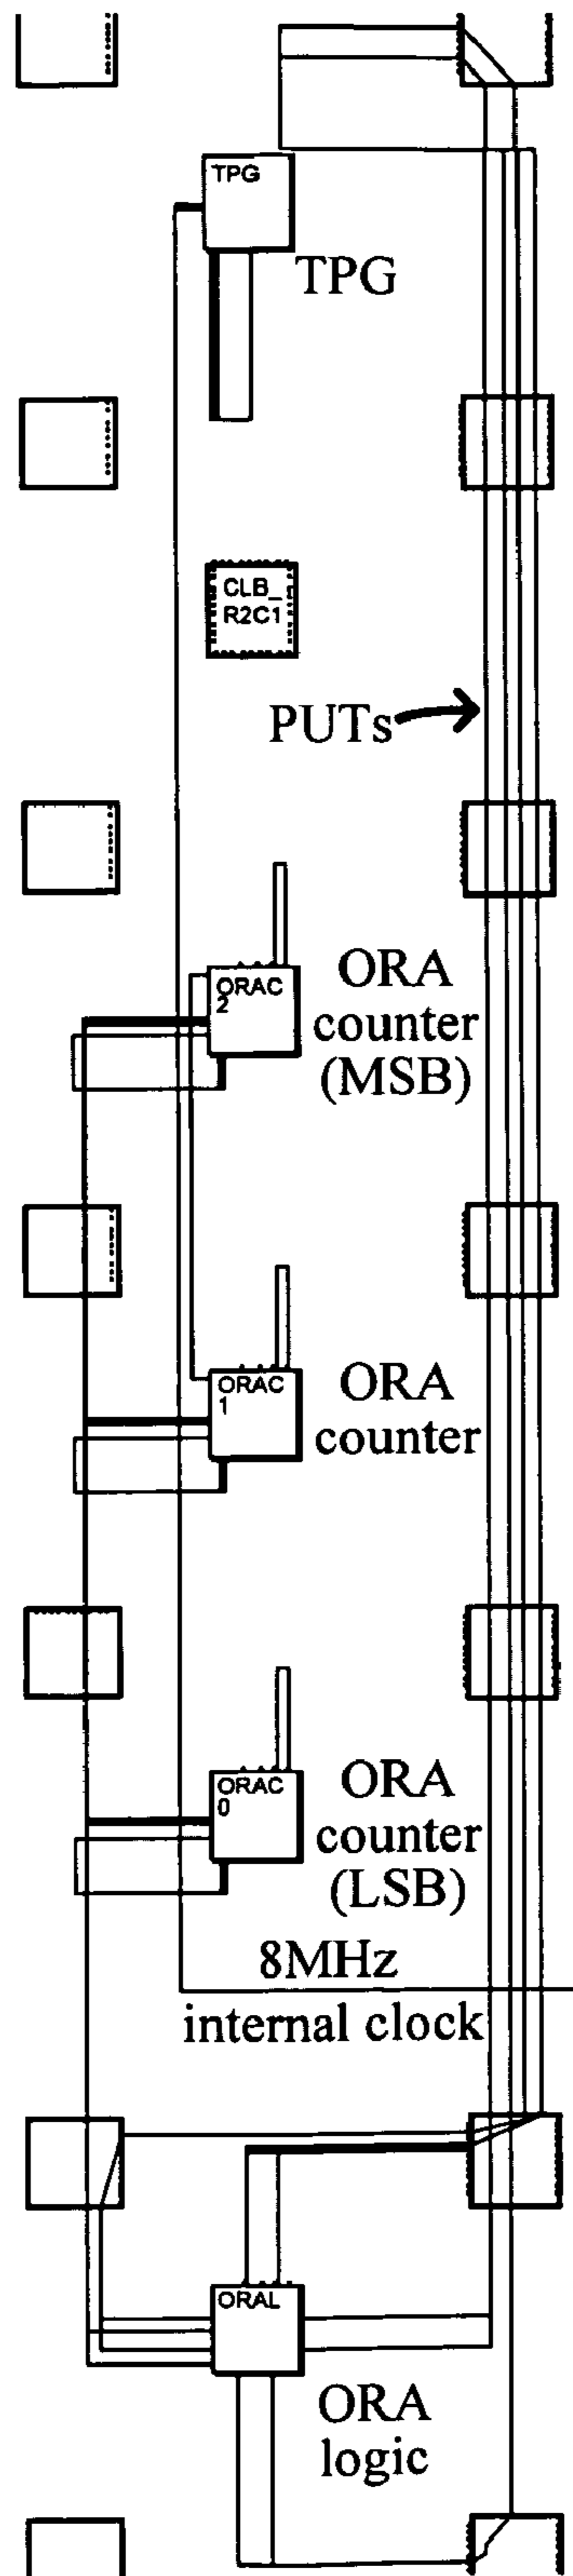 TPG
TPG
CLB_
R2C1
PUTs
ORAC
2
ORA
counter
(MSB)
ORAC
1
ORA
counter
ORAC
0
ORA
counter
(LSB)
8MHz
internal clock
ORAL
ORA
logic